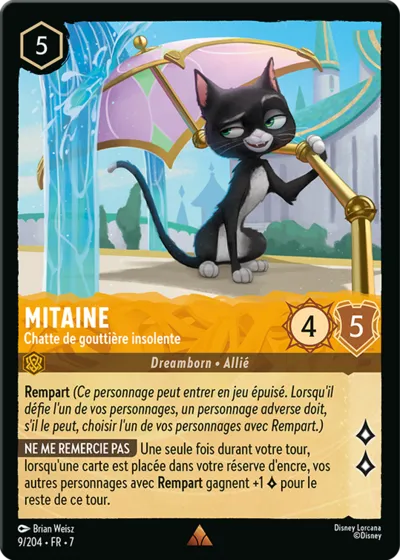 5
MITAINE
Chatte de gouttière insolente
4
5
Dreamborn • Allié
Rempart (Ce personnage peut entrer en jeu épuisé. Lorsqu'il
défie l'un de vos personnages, un personnage adverse doit,
s'il le peut, choisir l'un de vos personnages avec Rempart.)
NE ME REMERCIE PAS Une seule fois durant votre tour,
lorsqu'une carte est placée dans votre réserve d'encre, vos
autres personnages avec Rempart gagnent +1 pour le
reste de ce tour.
Brian Weisz
9/204 • FR • 7
Disney Lorcana
©Disney